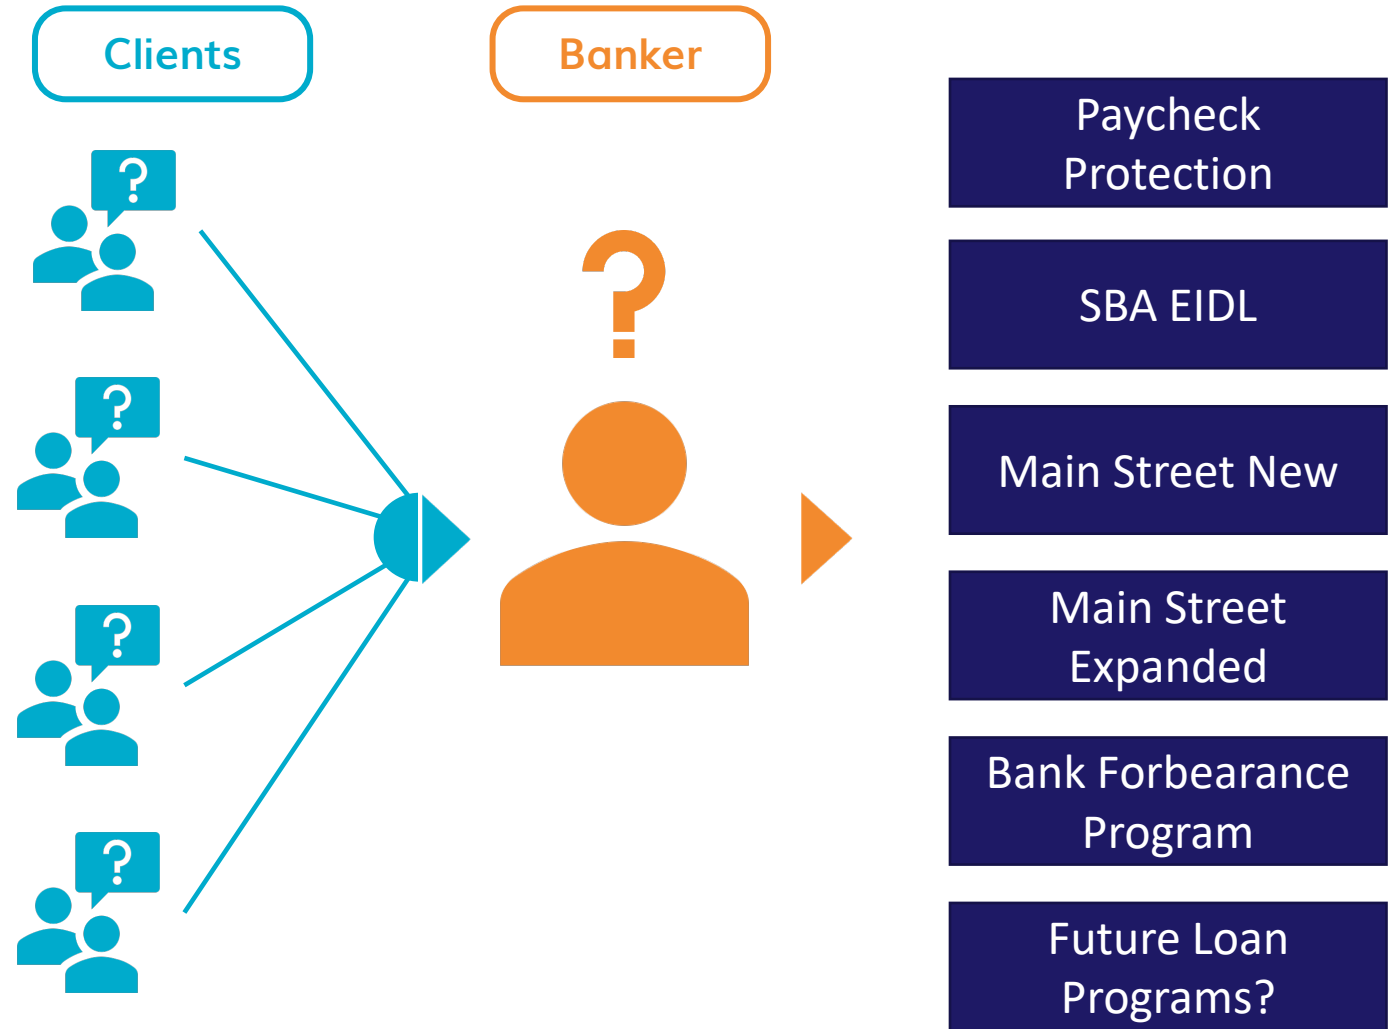 Clients
Banker
?
?
?
?
?
Paycheck
Protection
SBA EIDL
Main Street New
Main Street
Expanded
Bank Forbearance
Program
Future Loan
Programs?